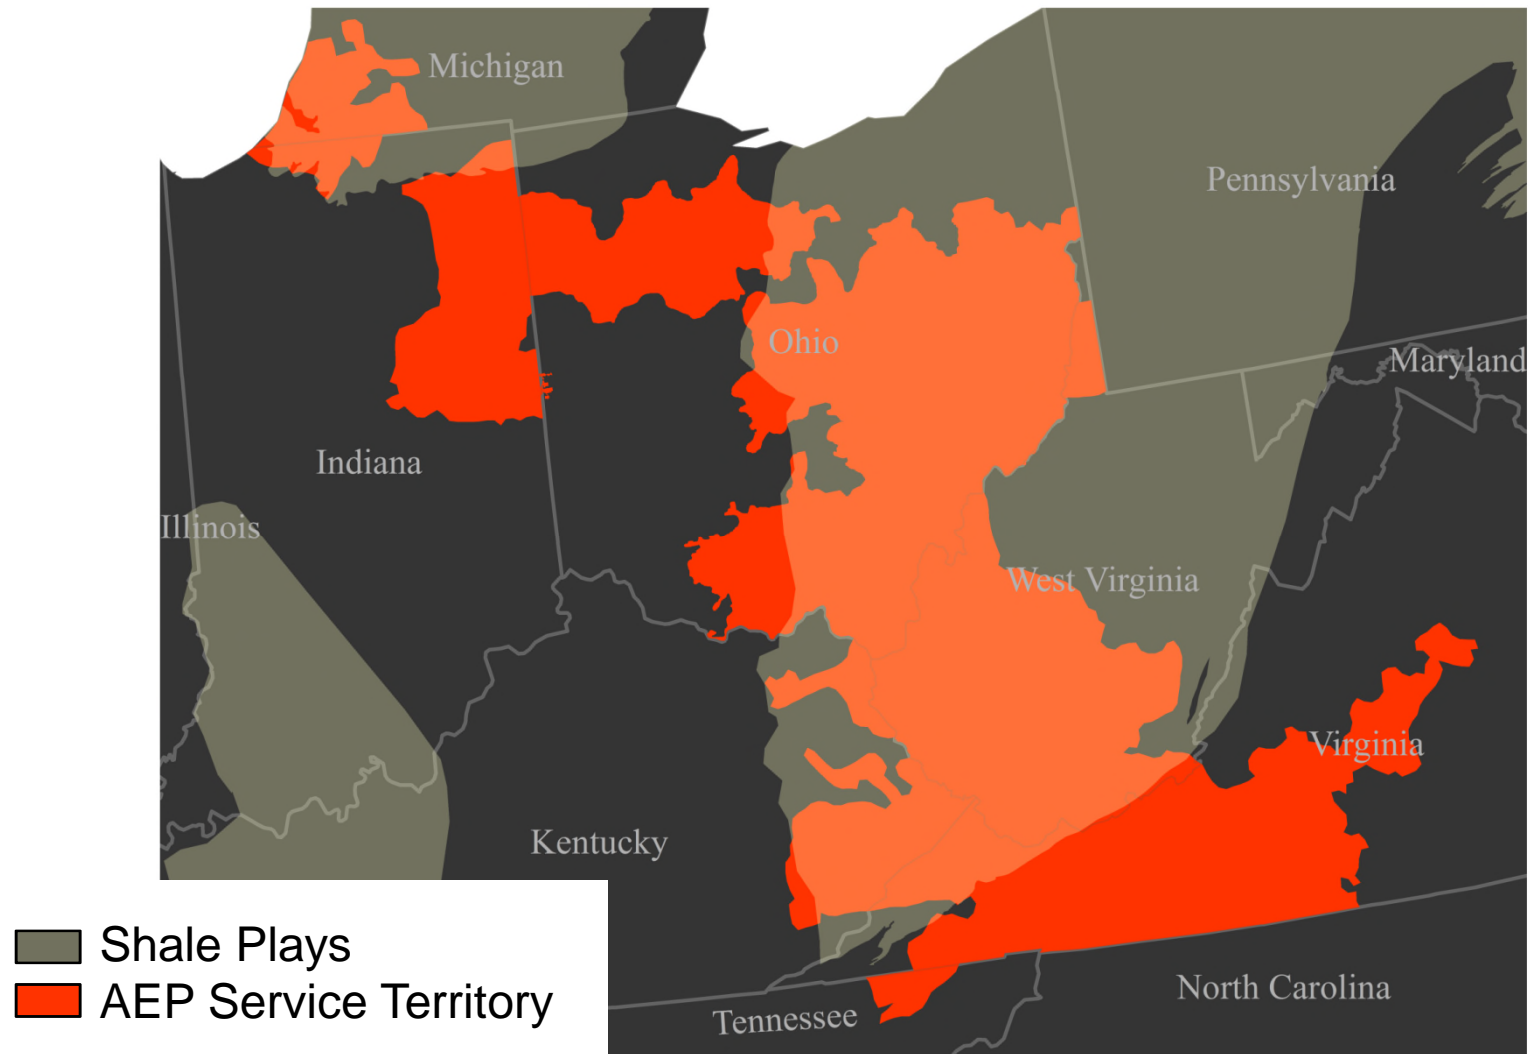 Michigan
Pennsylvania
Ohio
Maryland
Indiana
Illinois
West Virginia
Virginia
Kentucky
Shale Plays
AEP Service Territory
North Carolina
Tennessee